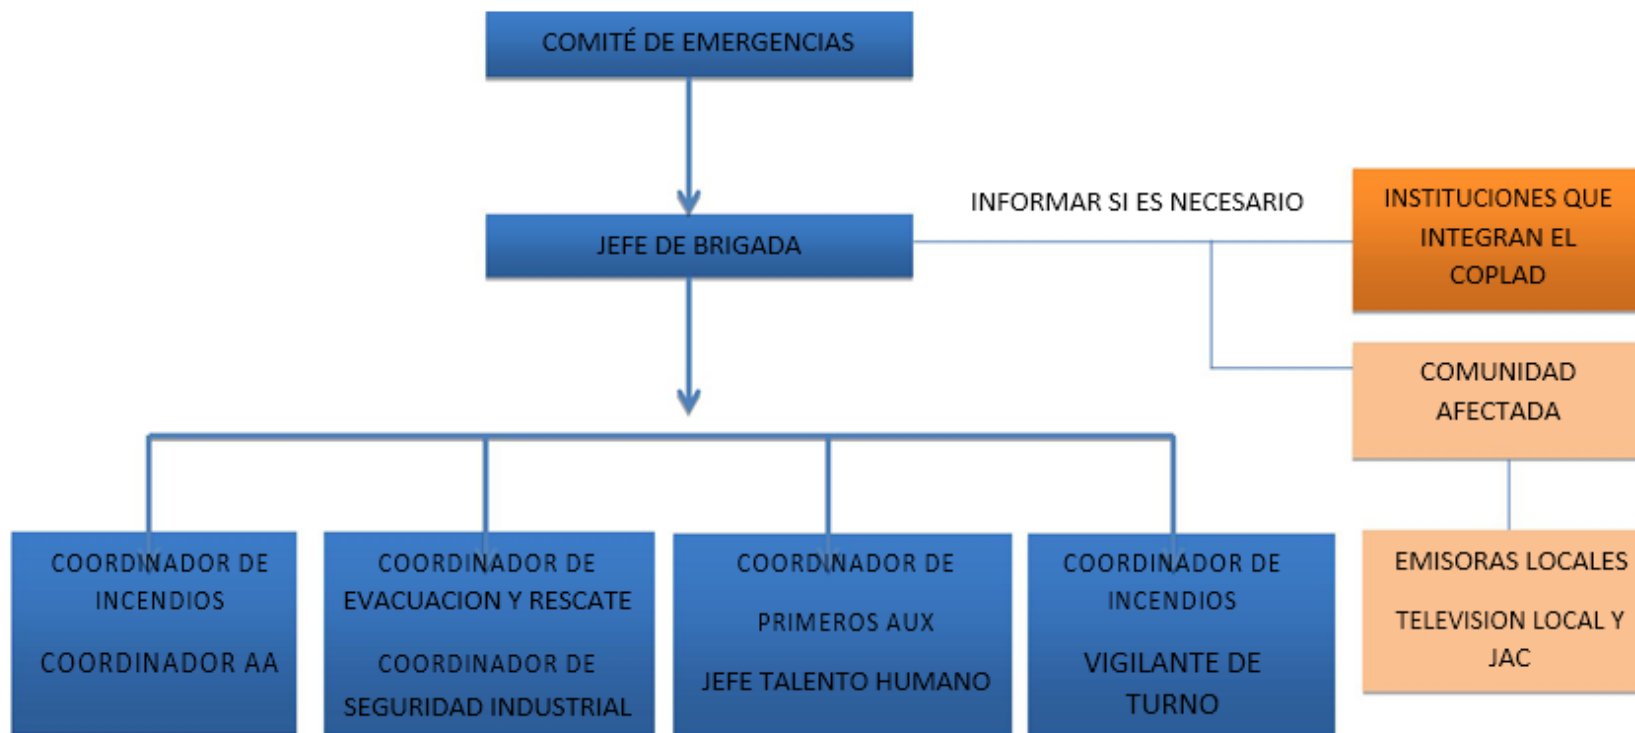 COMITÉ DE EMERGENCIAS
INFORMAR SI ES NECESARIO
JEFE DE BRIGADA
INSTITUCIONES QUE
INTEGRAN EL
COPLAD
COMUNIDAD
AFECTADA
COORDINADOR DE
INCENDIOS
COORDINADOR AA
COORDINADOR DE
EVACUACION Y RESCATE
COORDINADOR DE
SEGURIDAD INDUSTRIAL
COORDINADOR DE
PRIMEROS AUX
JEFE TALENTO HUMANO
COORDINADOR DE
INCENDIOS
VIGILANTE DE
TURNO
EMISORAS LOCALES
TELEVISION LOCAL Y
JAC